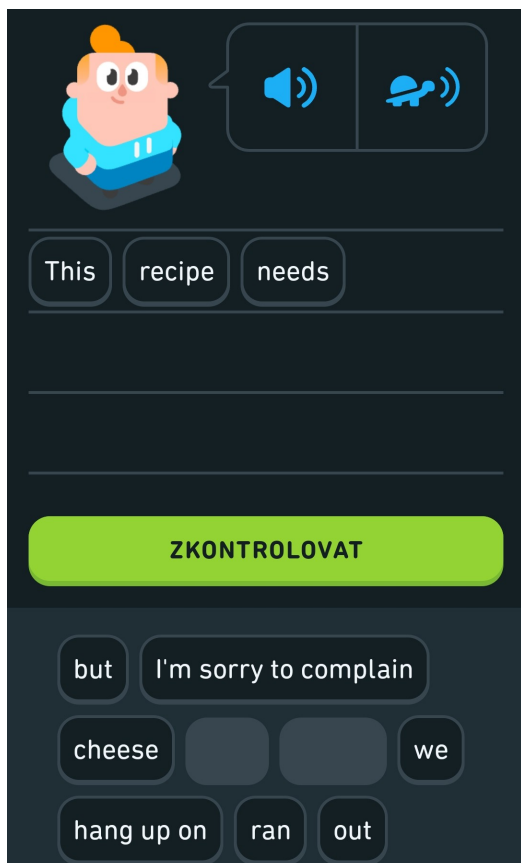 This recipe needs
ZKONTROLOVAT
but I'm sorry to complain
cheese we
hang up on ran out